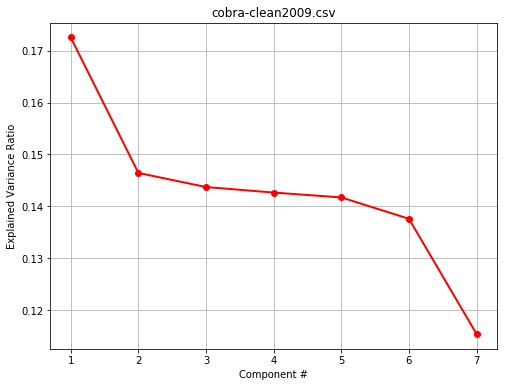 cobra-clean2009.csv
Explained Variance Ratio
0.17
0.16
0.15
0.14
0.13
0.12
1 2 3 4 5 6 7
Component #